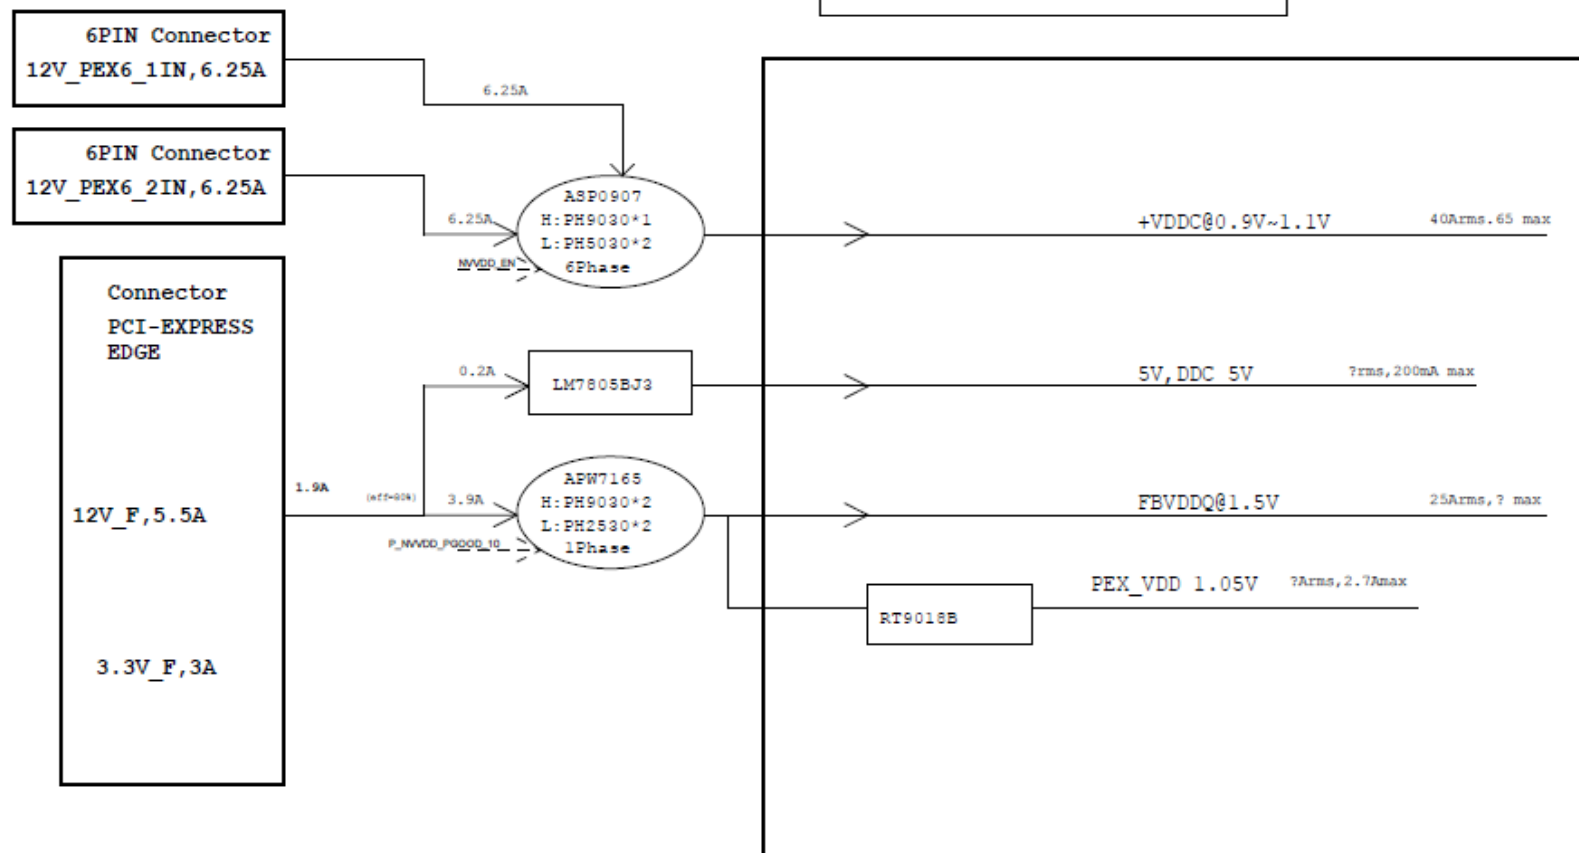 6PIN Connector
12V_PEX6_1IN,6.25A
6.25A
6PIN Connector
12V_PEX6_2IN,6.25A
6.25A
ASP0907
H:PH9030*1
L:PH5030*2
6Phase
NVVDD_EN
+VDDC@0.9V~1.1V
40Arms.65 max
Connector
PCI-EXPRESS
EDGE
0.2A
LM7805BJ3
5V,DDC 5V
?rms,200mA max
12V_F,5.5A
1.9A
(eff=80%)
3.9A
APW7165
H:PH9030*2
L:PH2530*2
1Phase
P_NVVDD_PGOOD_10
FBVDDQ@1.5V
25Arms,? max
RT9018B
PEX_VDD 1.05V
?Arms,2.7Amax
3.3V_F,3A